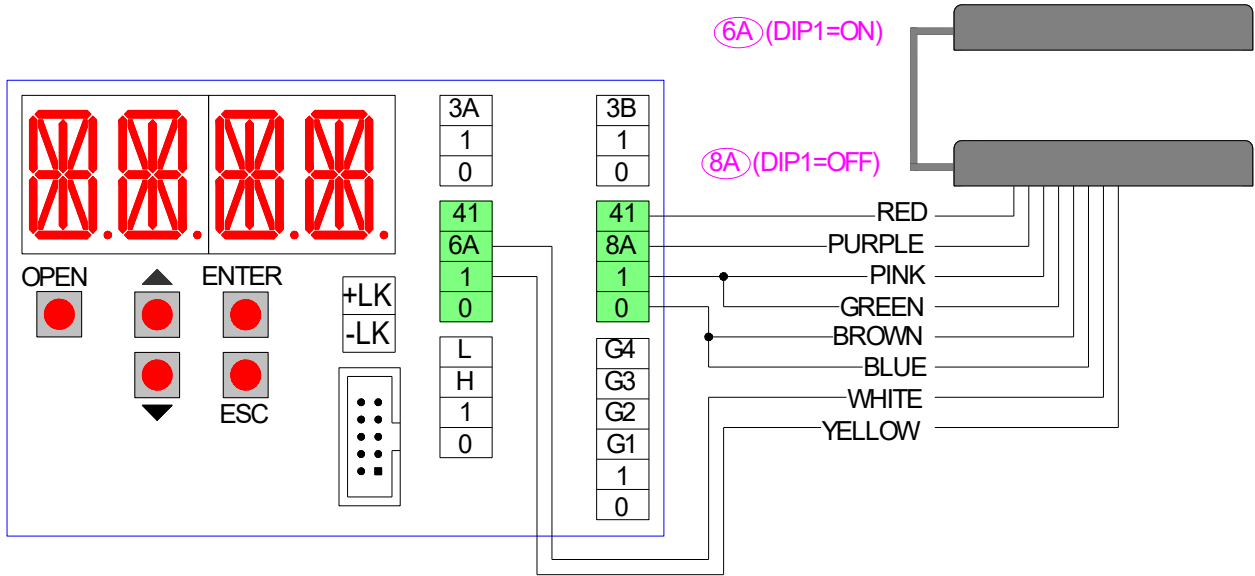 6A (DIP1=ON)
8A (DIP1=OFF)
OPEN
ENTER
ESC
+LK
-LK
3A
1
0
41
6A
1
0
L
H
1
0
3B
1
0
41
8A
1
0
G4
G3
G2
G1
1
0
RED
PURPLE
PINK
GREEN
BROWN
BLUE
WHITE
YELLOW